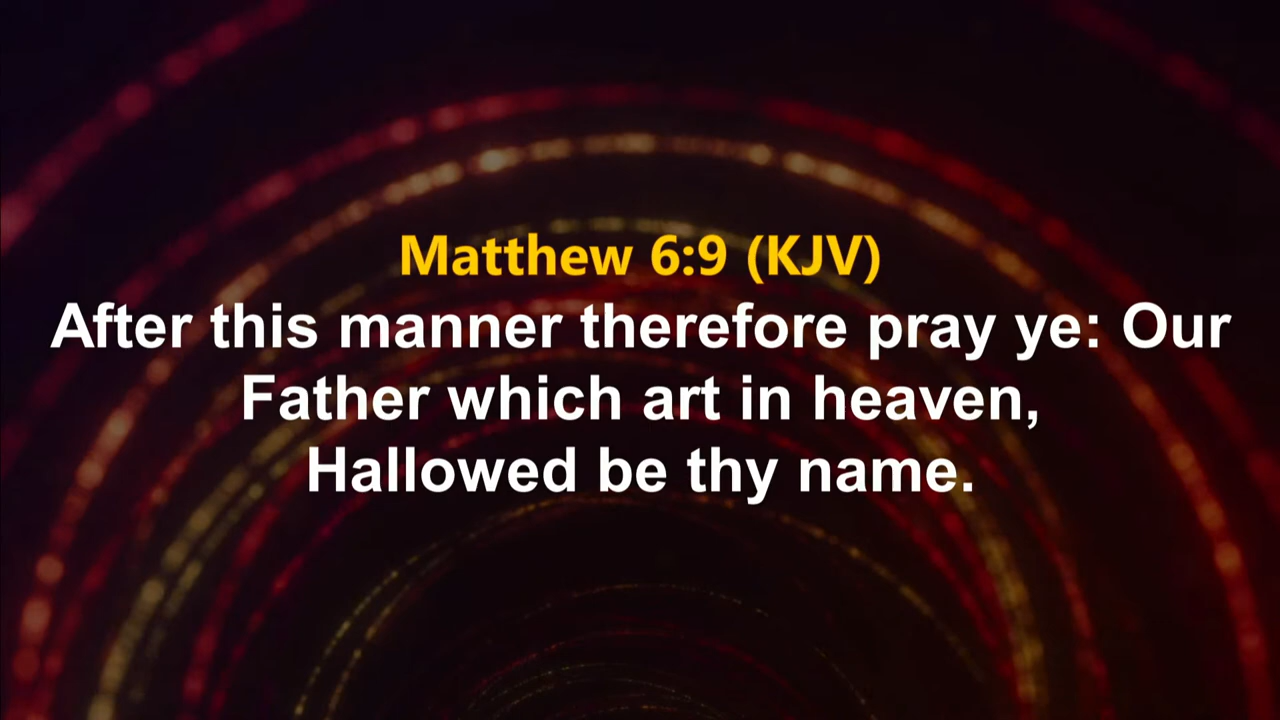 Matthew 6:9 (KJV)
After this manner therefore pray ye: Our
Father which art in heaven,
Hallowed be thy name.